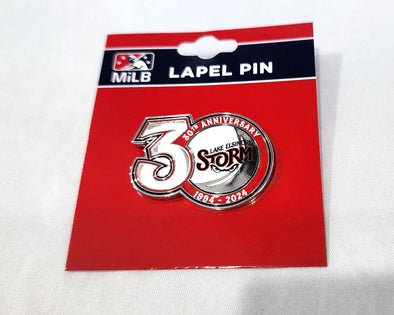 MiLB
LAPEL PIN
30
30TH ANNIVERSARY
LAKE ELSINORE
STORM
1994 - 2024